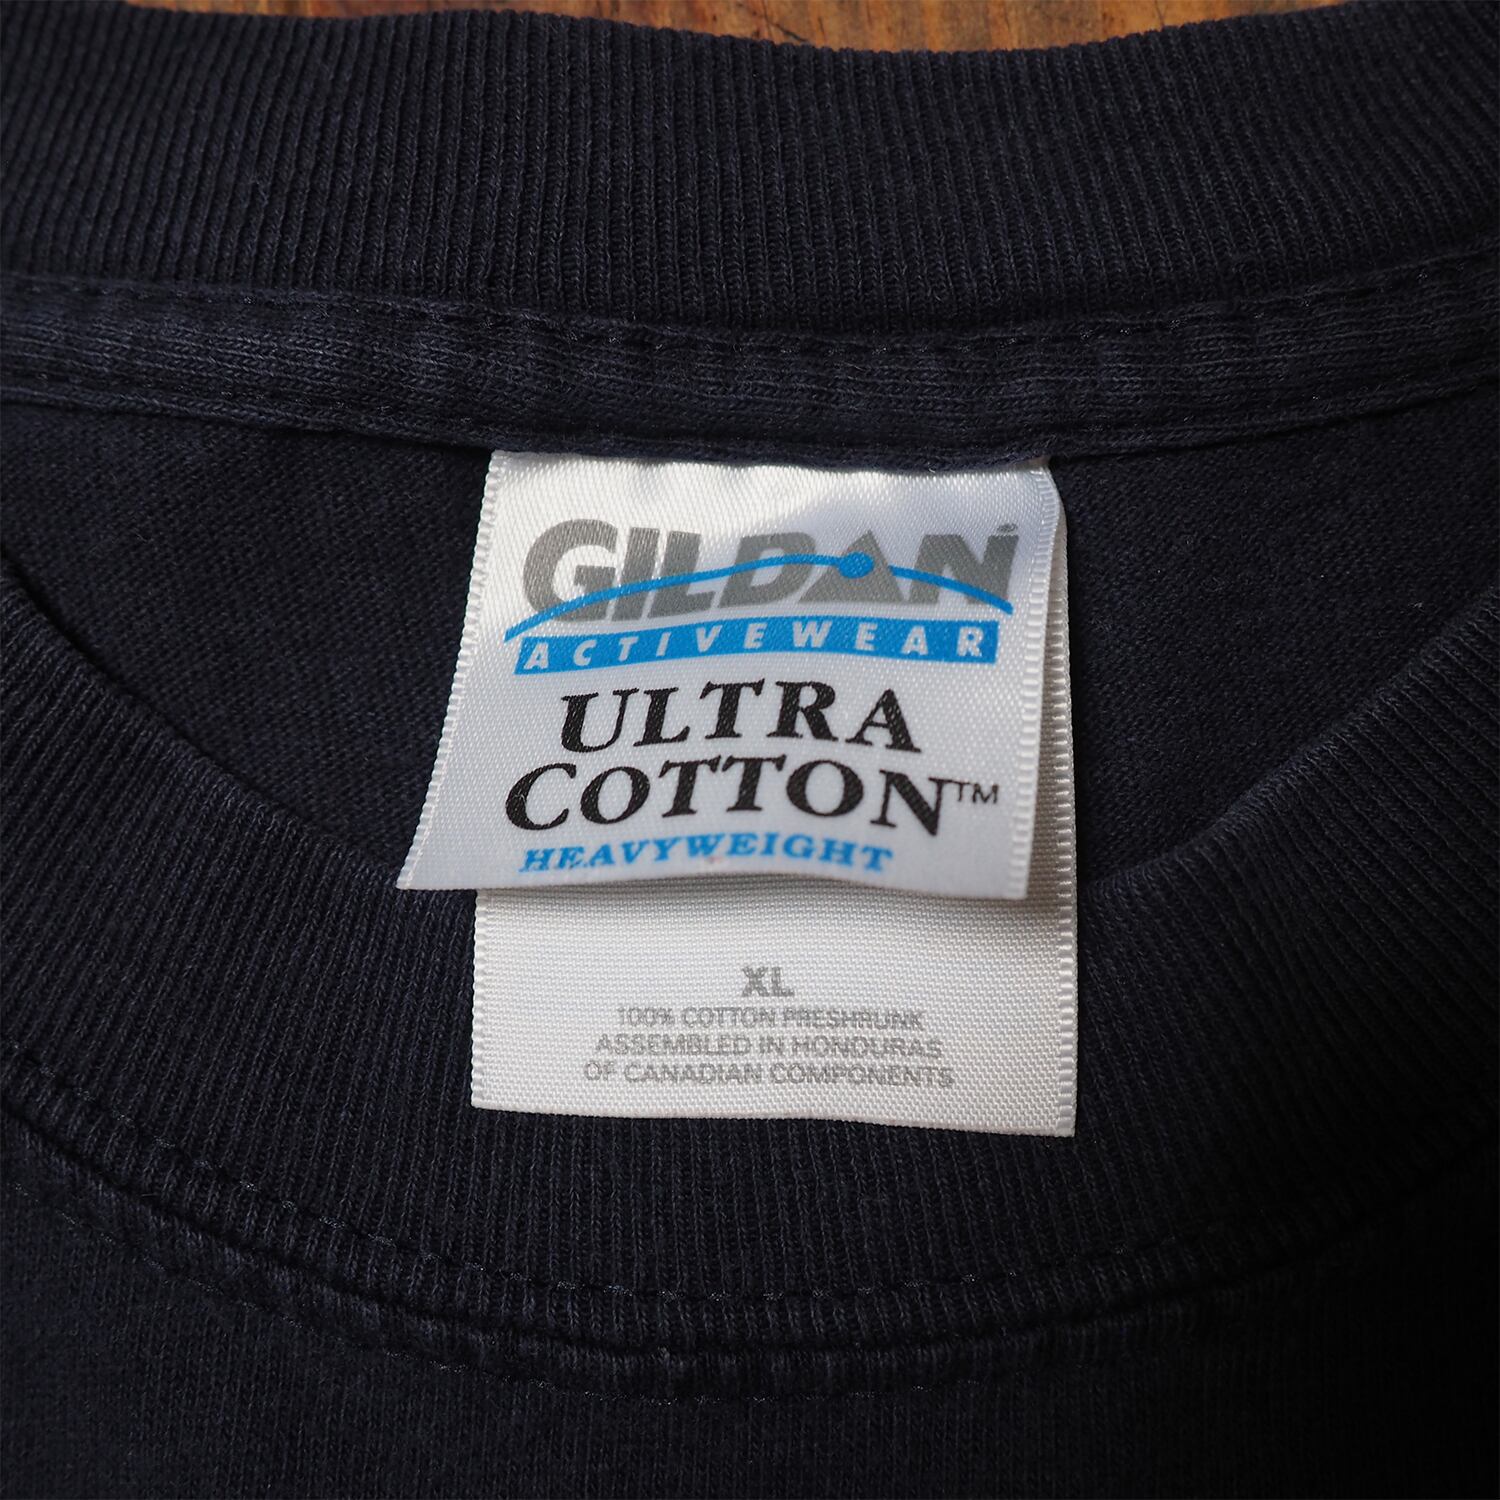 GILDAN
ACTIVEWEAR
ULTRA
COTTON™
HEAVYWEIGHT
XL
100% COTTON PRESHRUNK
ASSEMBLED IN HONDURAS
OF CANADIAN COMPONENTS